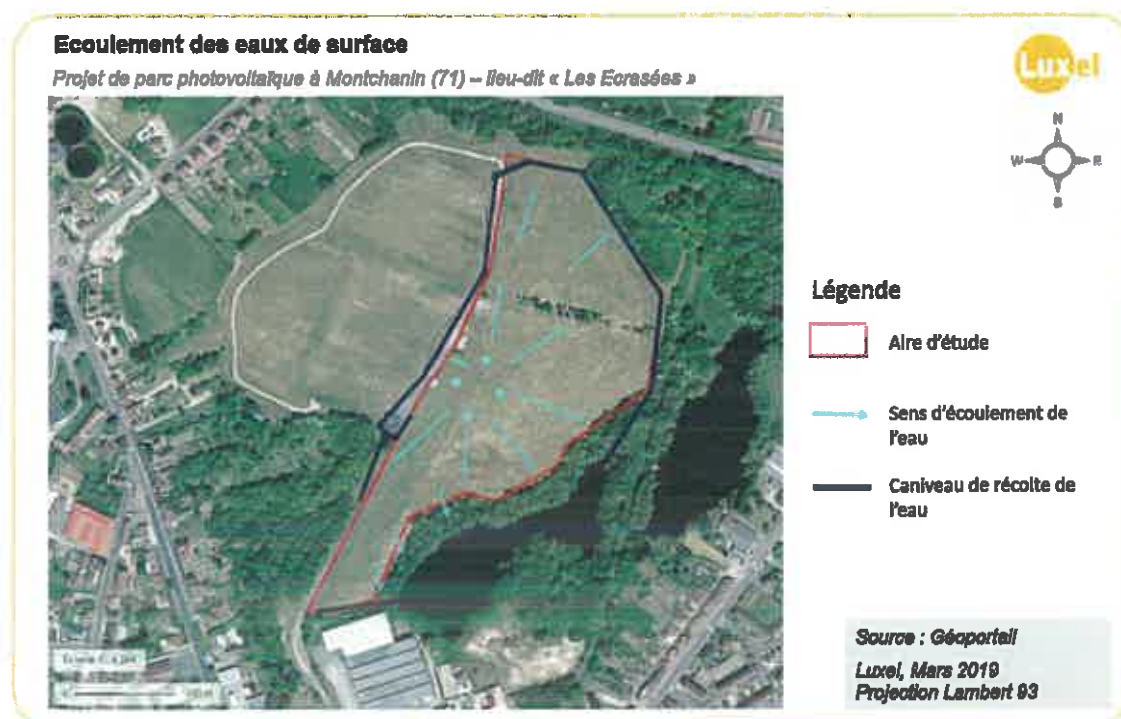 Ecoulement des eaux de surface
Projet de parc photovoltaïque à Montchanin (71) – lieu-dit « Les Ecrasées »
Luxel
N
W E
S
Légende
Aire d'étude
Sens d'écoulement de
l'eau
Caniveau de récolte de
l'eau
Source : Géoportail
Luxel, Mars 2019
Projection Lambert 93